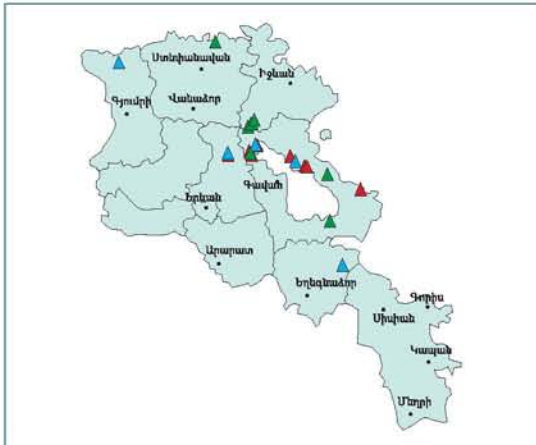 Ստեփանավան
Իջևան
Գյումրի
Վանաձոր
Գավառ
Երևան
Արարատ
Եղեգնաձոր
Գորիս
Սիսիան
Կապան
Մեղրի